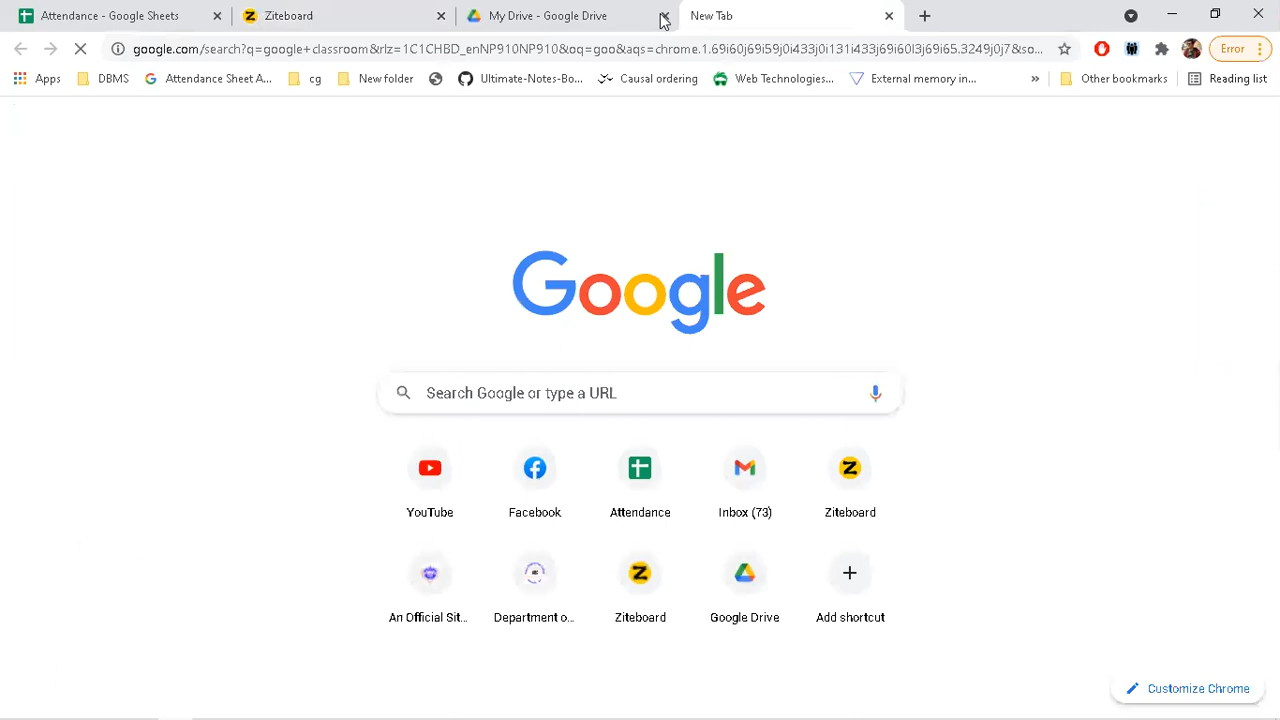 Attendance - Google Sheets
Ziteboard
My Drive - Google Drive
New Tab
google.com/search?q=google+classroom&rlz=1C1CHBD_enNP910NP910&oq=goo&aqs=chrome.1.69i60j69i59j0i433j0i131i433j69i60l3j69i65.3249j0j7&so...
Error
Apps
DBMS
Attendance Sheet A...
cg
New folder
Ultimate-Notes-Bo...
Causal ordering
Web Technologies...
External memory in...
»
Other bookmarks
Reading list
Google
Search Google or type a URL
YouTube
Facebook
Attendance
Inbox (73)
Ziteboard
An Official Sit...
Department o...
Ziteboard
Google Drive
Add shortcut
Customize Chrome